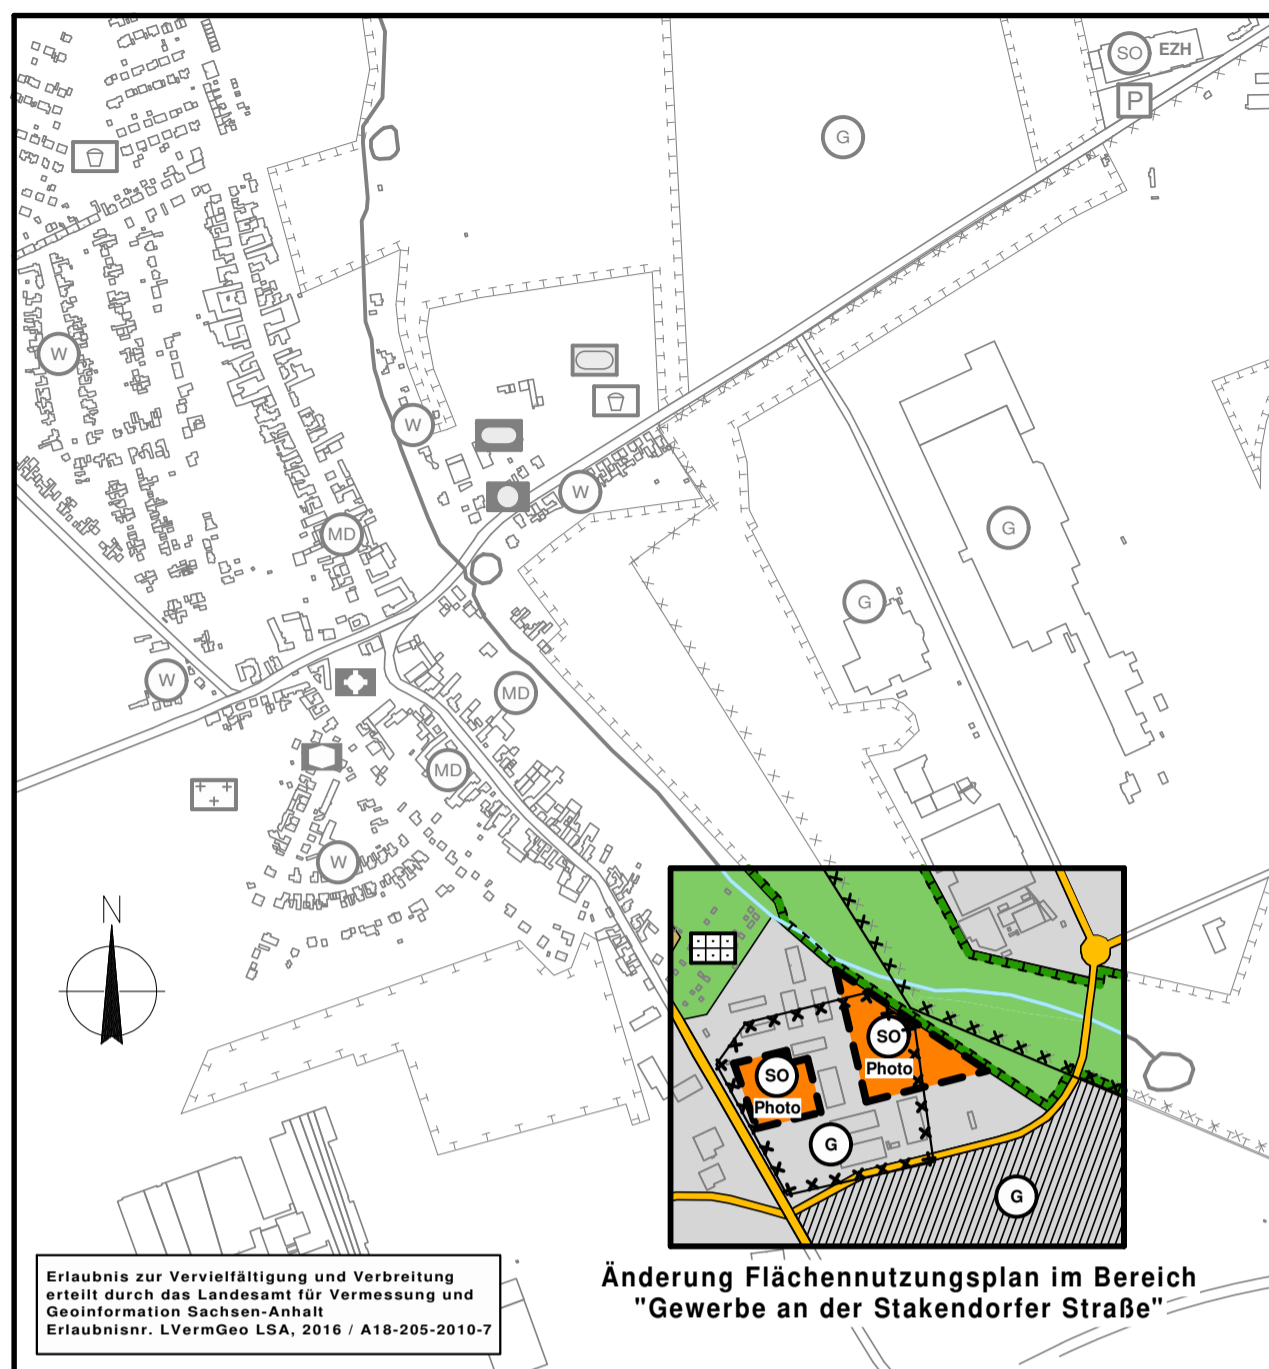 SO EZH
P
G
W
W
W
MD
G
G
W
MD
MD
W
N
SO
Photo
SO
Photo
G
G
Erlaubnis zur Vervielfältigung und Verbreitung
erteilt durch das Landesamt für Vermessung und
Geoinformation Sachsen-Anhalt
Erlaubnisnr. LVermGeo LSA, 2016 / A18-205-2010-7
Änderung Flächennutzungsplan im Bereich
"Gewerbe an der Stakendorfer Straße"